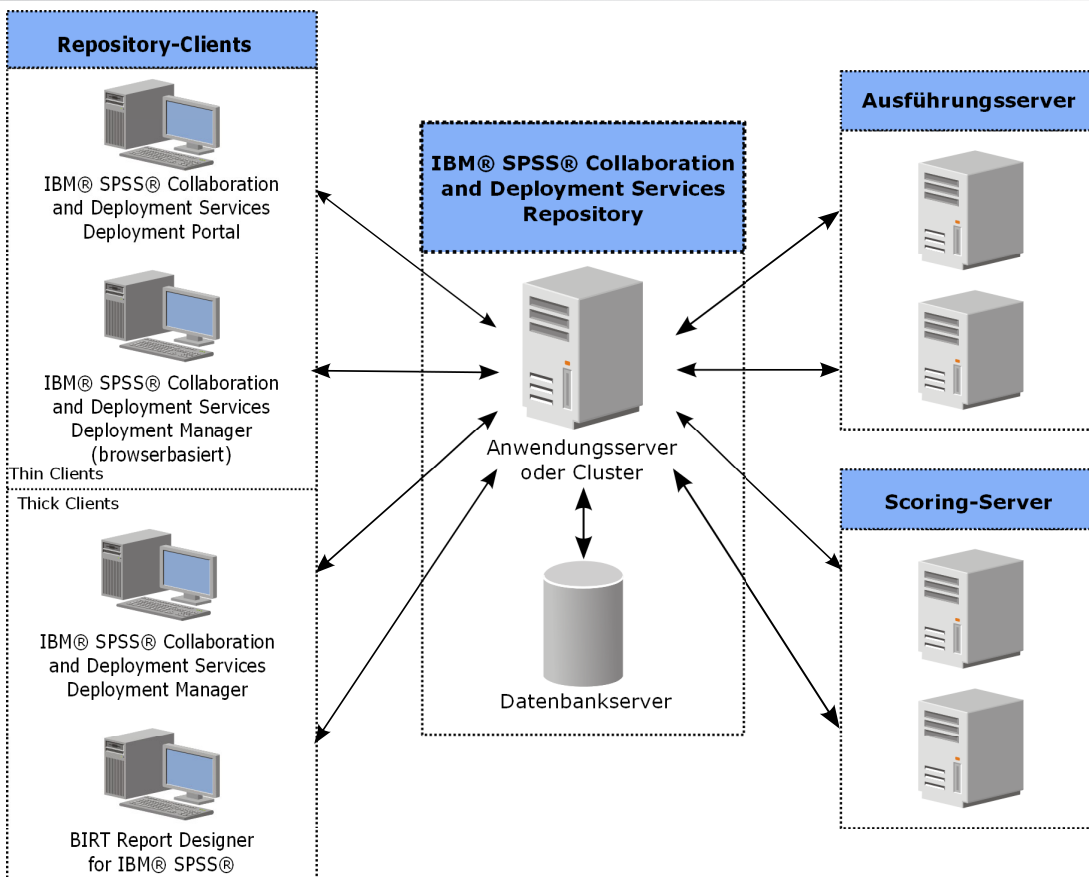 Repository-Clients
IBM® SPSS® Collaboration
and Deployment Services
Deployment Portal
IBM® SPSS® Collaboration
and Deployment Services
Deployment Manager
(browserbasiert)
Thin Clients
Thick Clients
IBM® SPSS® Collaboration
and Deployment Services
Deployment Manager
BIRT Report Designer
for IBM® SPSS®
IBM® SPSS® Collaboration
and Deployment Services
Repository
Anwendungsserver
oder Cluster
Datenbankserver
Ausführungsserver
Scoring-Server